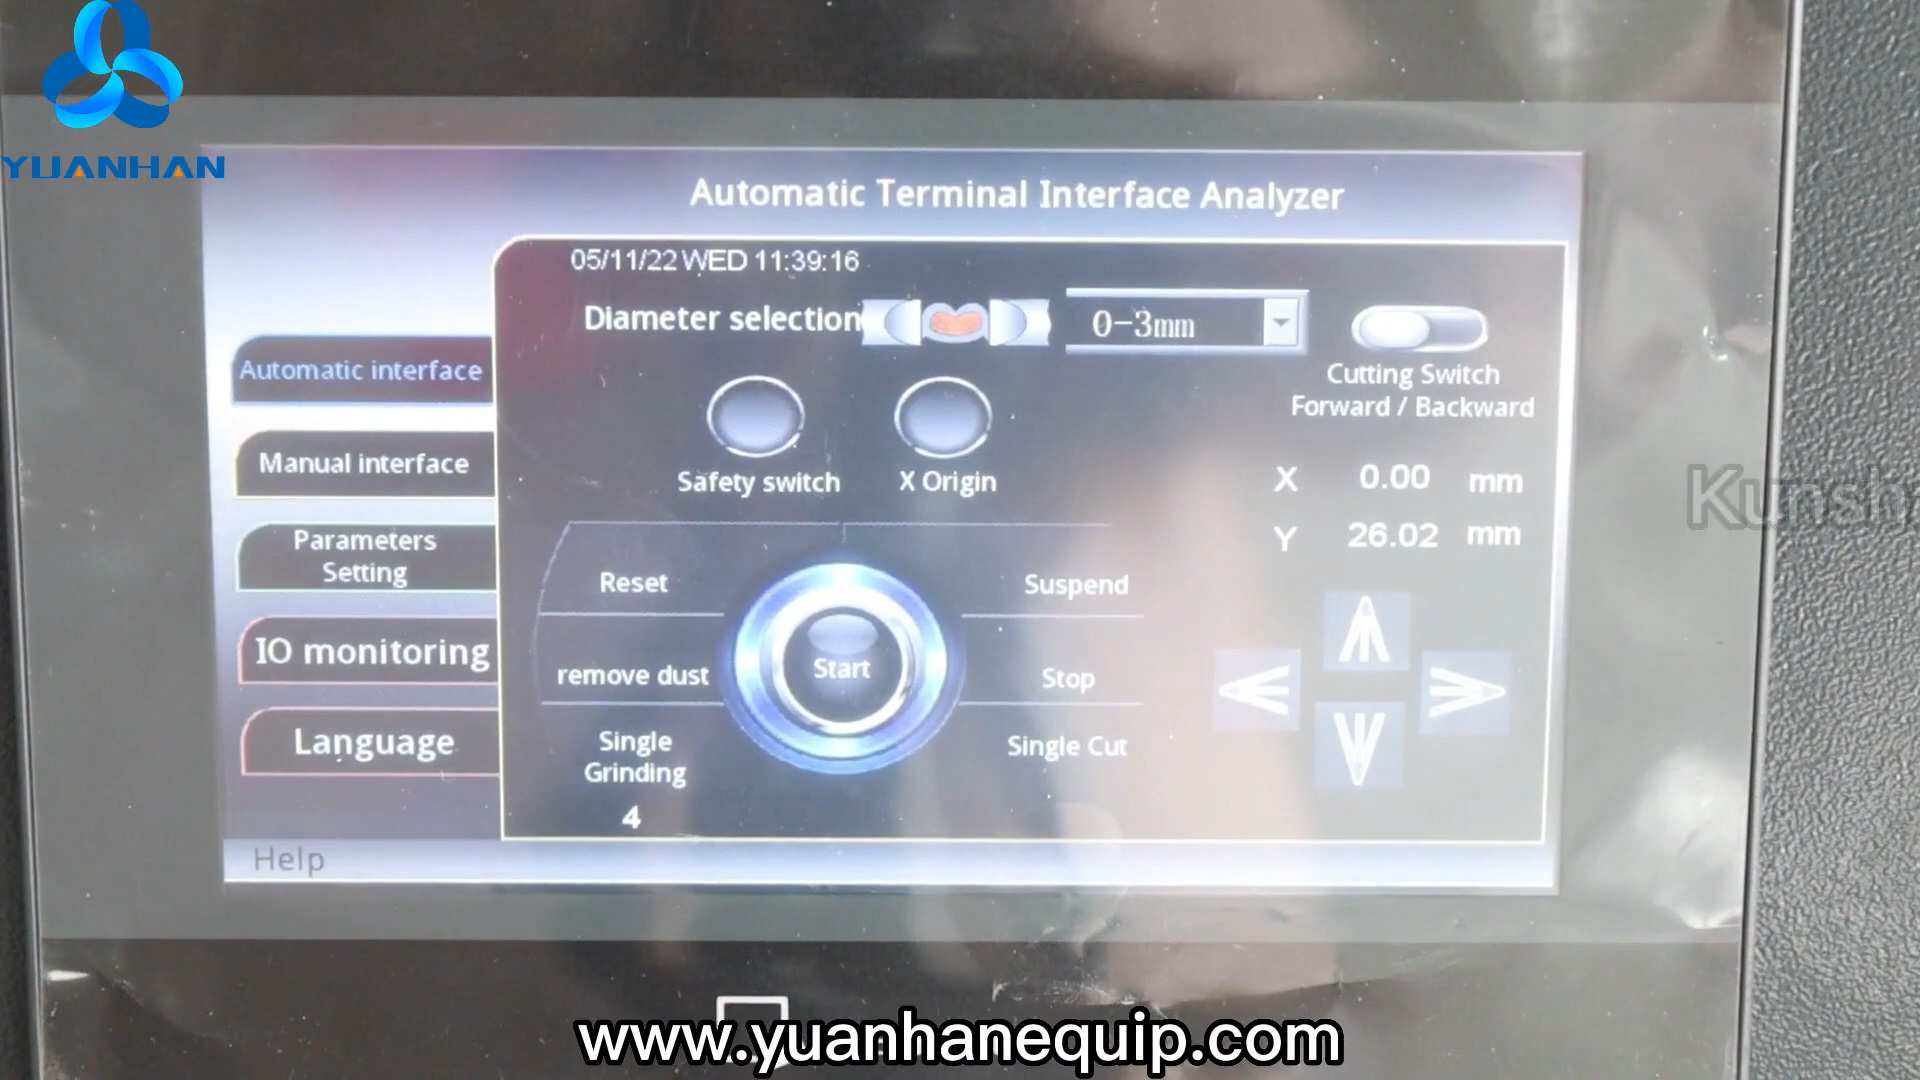 YUANHAN
Automatic Terminal Interface Analyzer
05/11/22 WED 11:39:16
Diameter selection
0-3mm
Cutting Switch
Forward / Backward
Automatic interface
Manual interface
Parameters
Setting
IO monitoring
Language
Help
Safety switch
X Origin
X 0.00 mm
Y 26.02 mm
Reset
Suspend
remove dust
Start
Stop
Single
Grinding
4
Single Cut
www.yuanhanequip.com